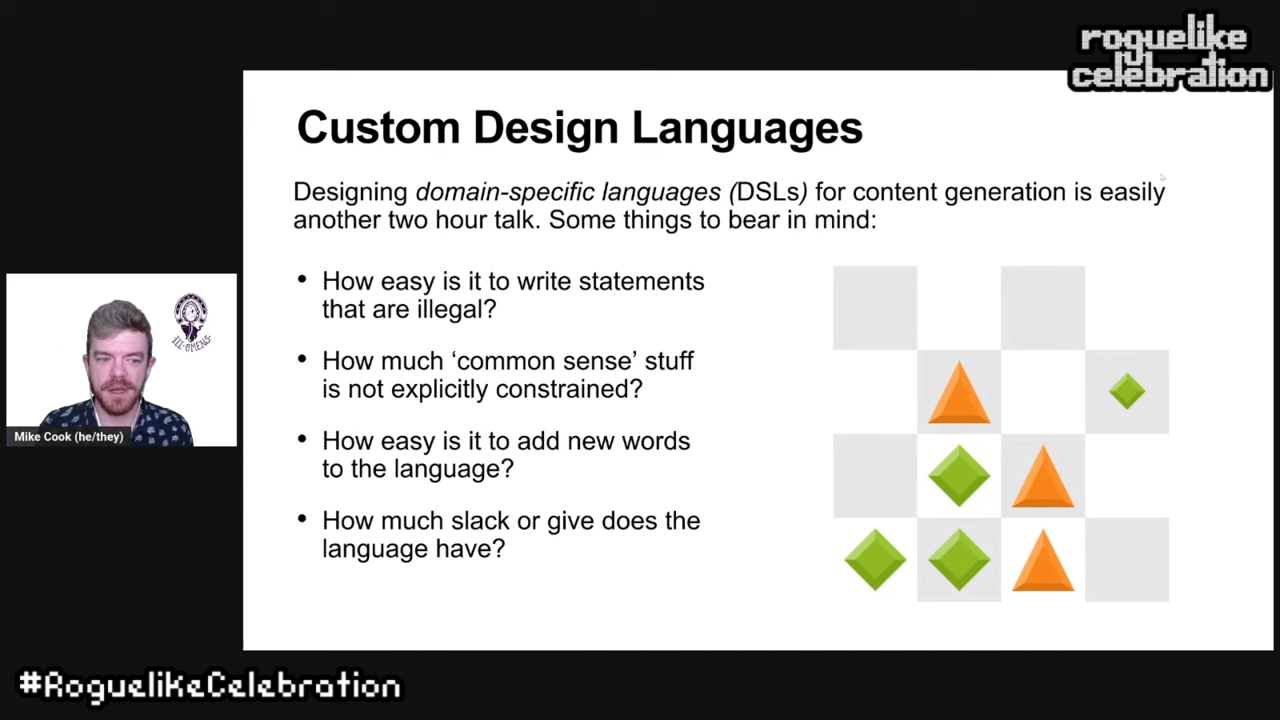 roguelike
celebration
Custom Design Languages
Designing domain-specific languages (DSLs) for content generation is easily
another two hour talk. Some things to bear in mind:
• How easy is it to write statements
that are illegal?
• How much ‘common sense’ stuff
is not explicitly constrained?
• How easy is it to add new words
to the language?
• How much slack or give does the
language have?
ILL-OMENS
Mike Cook (he/they)
#RoguelikeCelebration